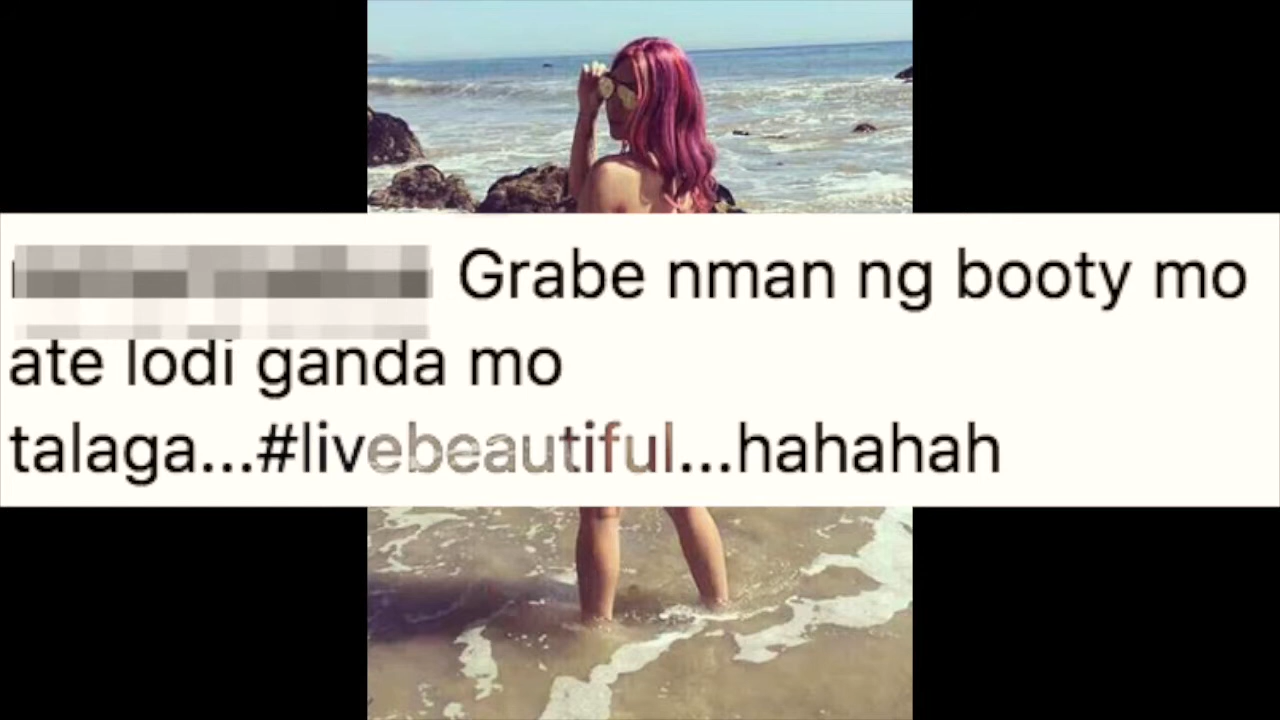 Grabe nman ng booty mo
ate lodi ganda mo
talaga...#livebeautiful...hahahah